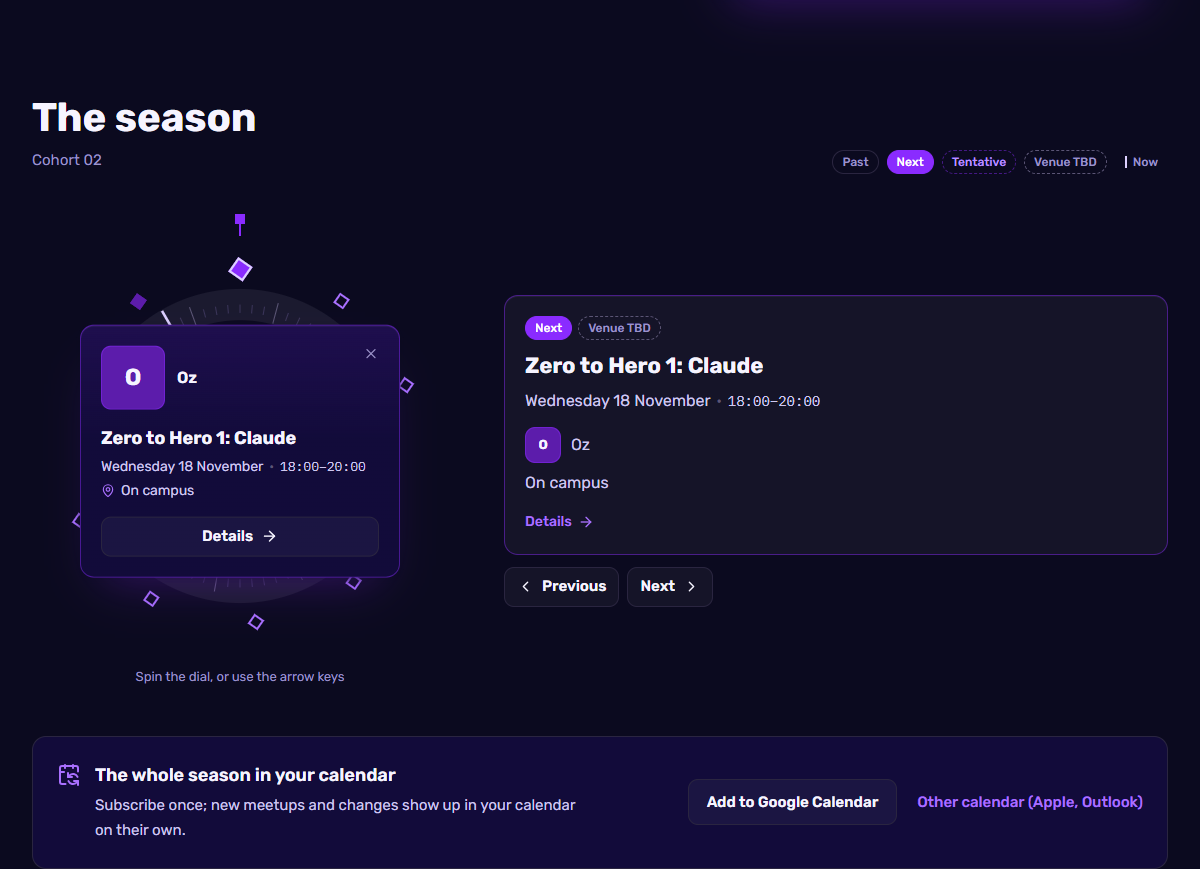 The season
Cohort 02
Past
Next
Tentative
Venue TBD
Now
O
Oz
Zero to Hero 1: Claude
Wednesday 18 November • 18:00–20:00
On campus
Details →
Spin the dial, or use the arrow keys
Next
Venue TBD
Zero to Hero 1: Claude
Wednesday 18 November • 18:00–20:00
O
Oz
On campus
Details →
Previous
Next
The whole season in your calendar
Subscribe once; new meetups and changes show up in your calendar
on their own.
Add to Google Calendar
Other calendar (Apple, Outlook)